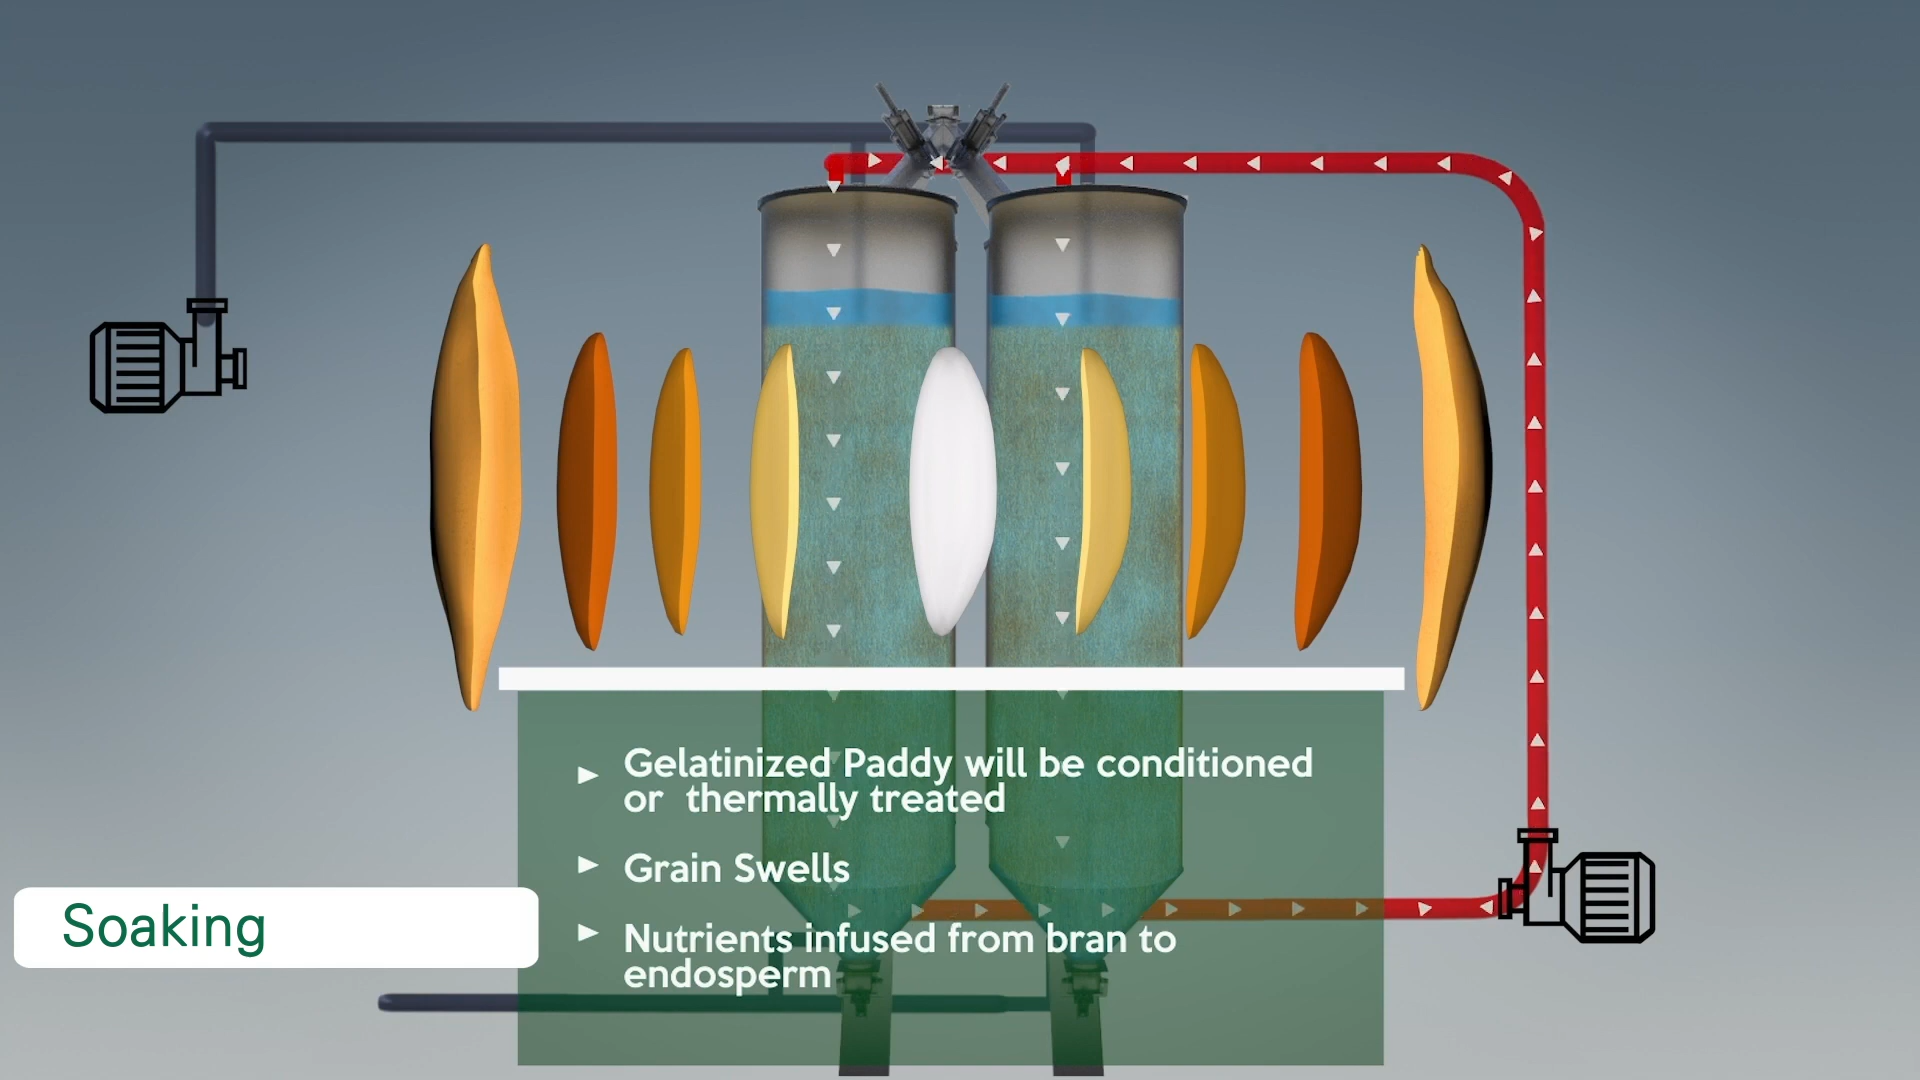 Gelatinized Paddy will be conditioned
or thermally treated
Grain Swells
Nutrients infused from bran to
endosperm
Soaking